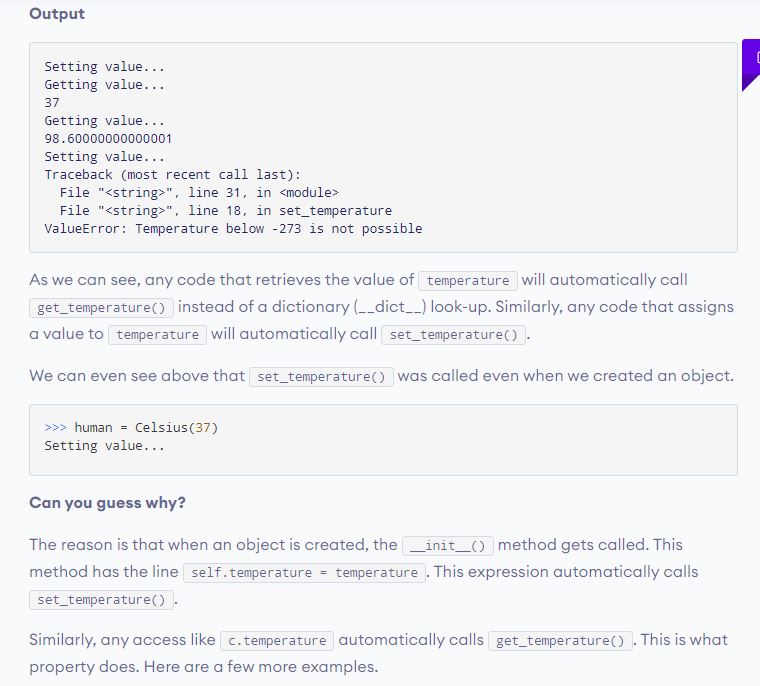 Output
Setting value...
Getting value...
37
Getting value...
98.60000000000001
Setting value...
Traceback (most recent call last):
  File "<string>", line 31, in <module>
  File "<string>", line 18, in set_temperature
ValueError: Temperature below -273 is not possible
As we can see, any code that retrieves the value of temperature will automatically call
get_temperature() instead of a dictionary (__dict__) look-up. Similarly, any code that assigns
a value to temperature will automatically call set_temperature().
We can even see above that set_temperature() was called even when we created an object.
>>> human = Celsius(37)
Setting value...
Can you guess why?
The reason is that when an object is created, the __init__() method gets called. This
method has the line self.temperature = temperature. This expression automatically calls
set_temperature().
Similarly, any access like c.temperature automatically calls get_temperature(). This is what
property does. Here are a few more examples.